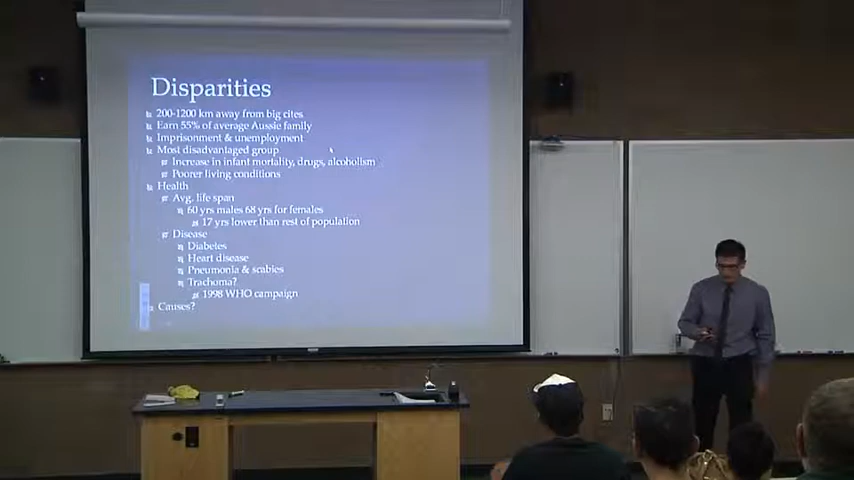 Disparities
200-1200 km away from big cites
Earn 55% of average Aussie family
Imprisonment & unemployment
Most disadvantaged group
Increase in infant mortality, drugs, alcoholism
Poorer living conditions
Health
Avg. life span
60 yrs males 68 yrs for females
17 yrs lower than rest of population
Disease
Diabetes
Heart disease
Pneumonia & scabies
Trachoma?
1998 WHO campaign
Causes?